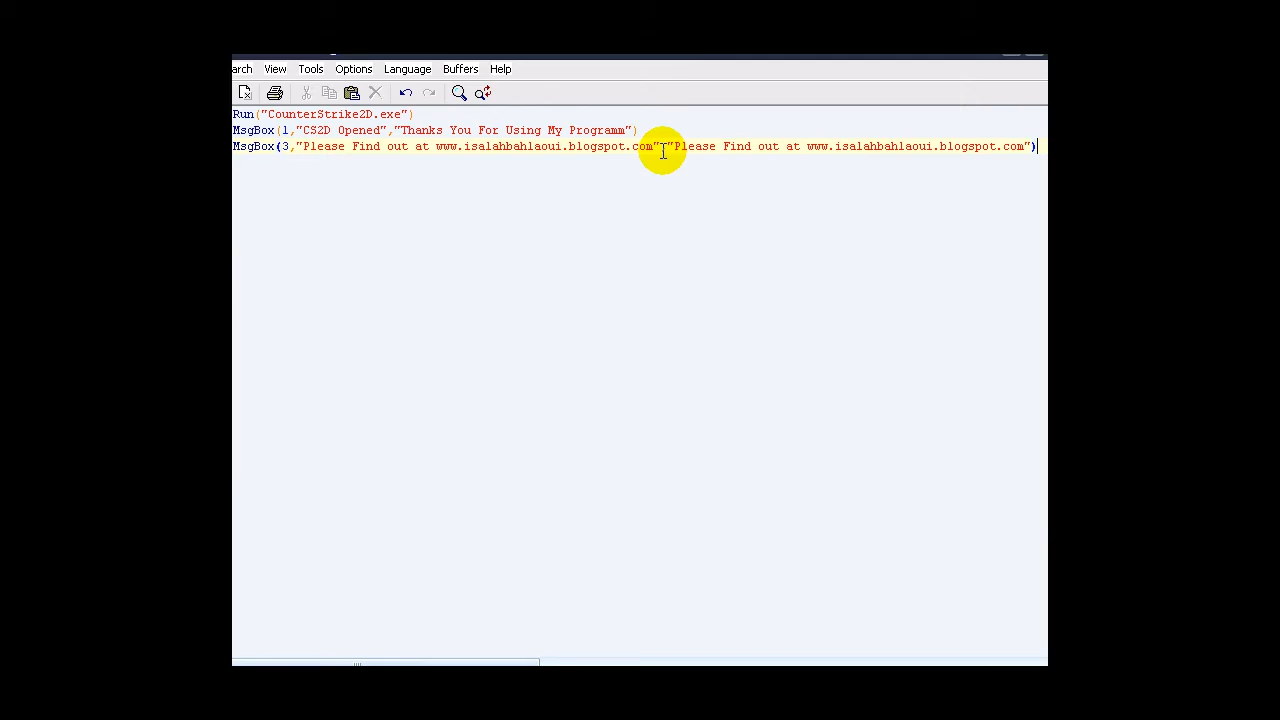 arch View Tools Options Language Buffers Help
Run("CounterStrike2D.exe")
MsgBox(1,"CS2D Opened","Thanks You For Using My Programm")
MsgBox(3,"Please Find out at www.isalahbahlaoui.blogspot.com","Please Find out at www.isalahbahlaoui.blogspot.com")